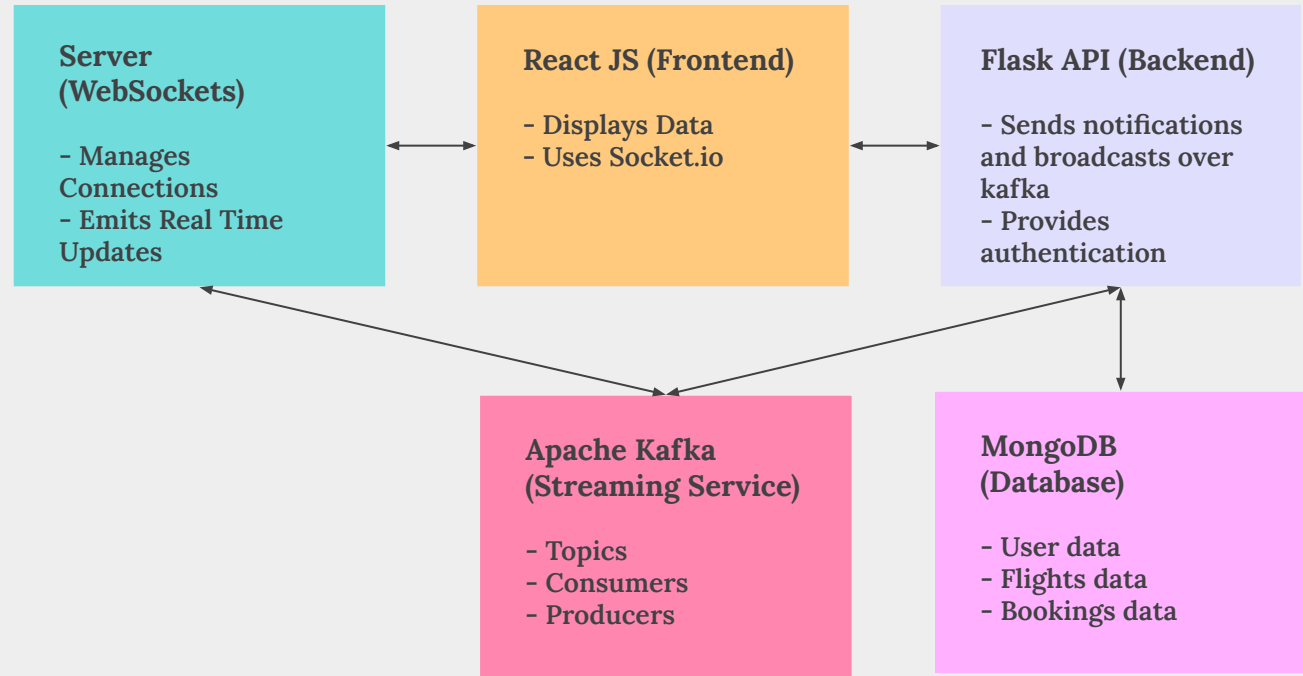 Server
(WebSockets)
- Manages
Connections
- Emits Real Time
Updates
React JS (Frontend)
- Displays Data
- Uses Socket.io
Flask API (Backend)
- Sends notifications
and broadcasts over
kafka
- Provides
authentication
Apache Kafka
(Streaming Service)
- Topics
- Consumers
- Producers
MongoDB
(Database)
- User data
- Flights data
- Bookings data